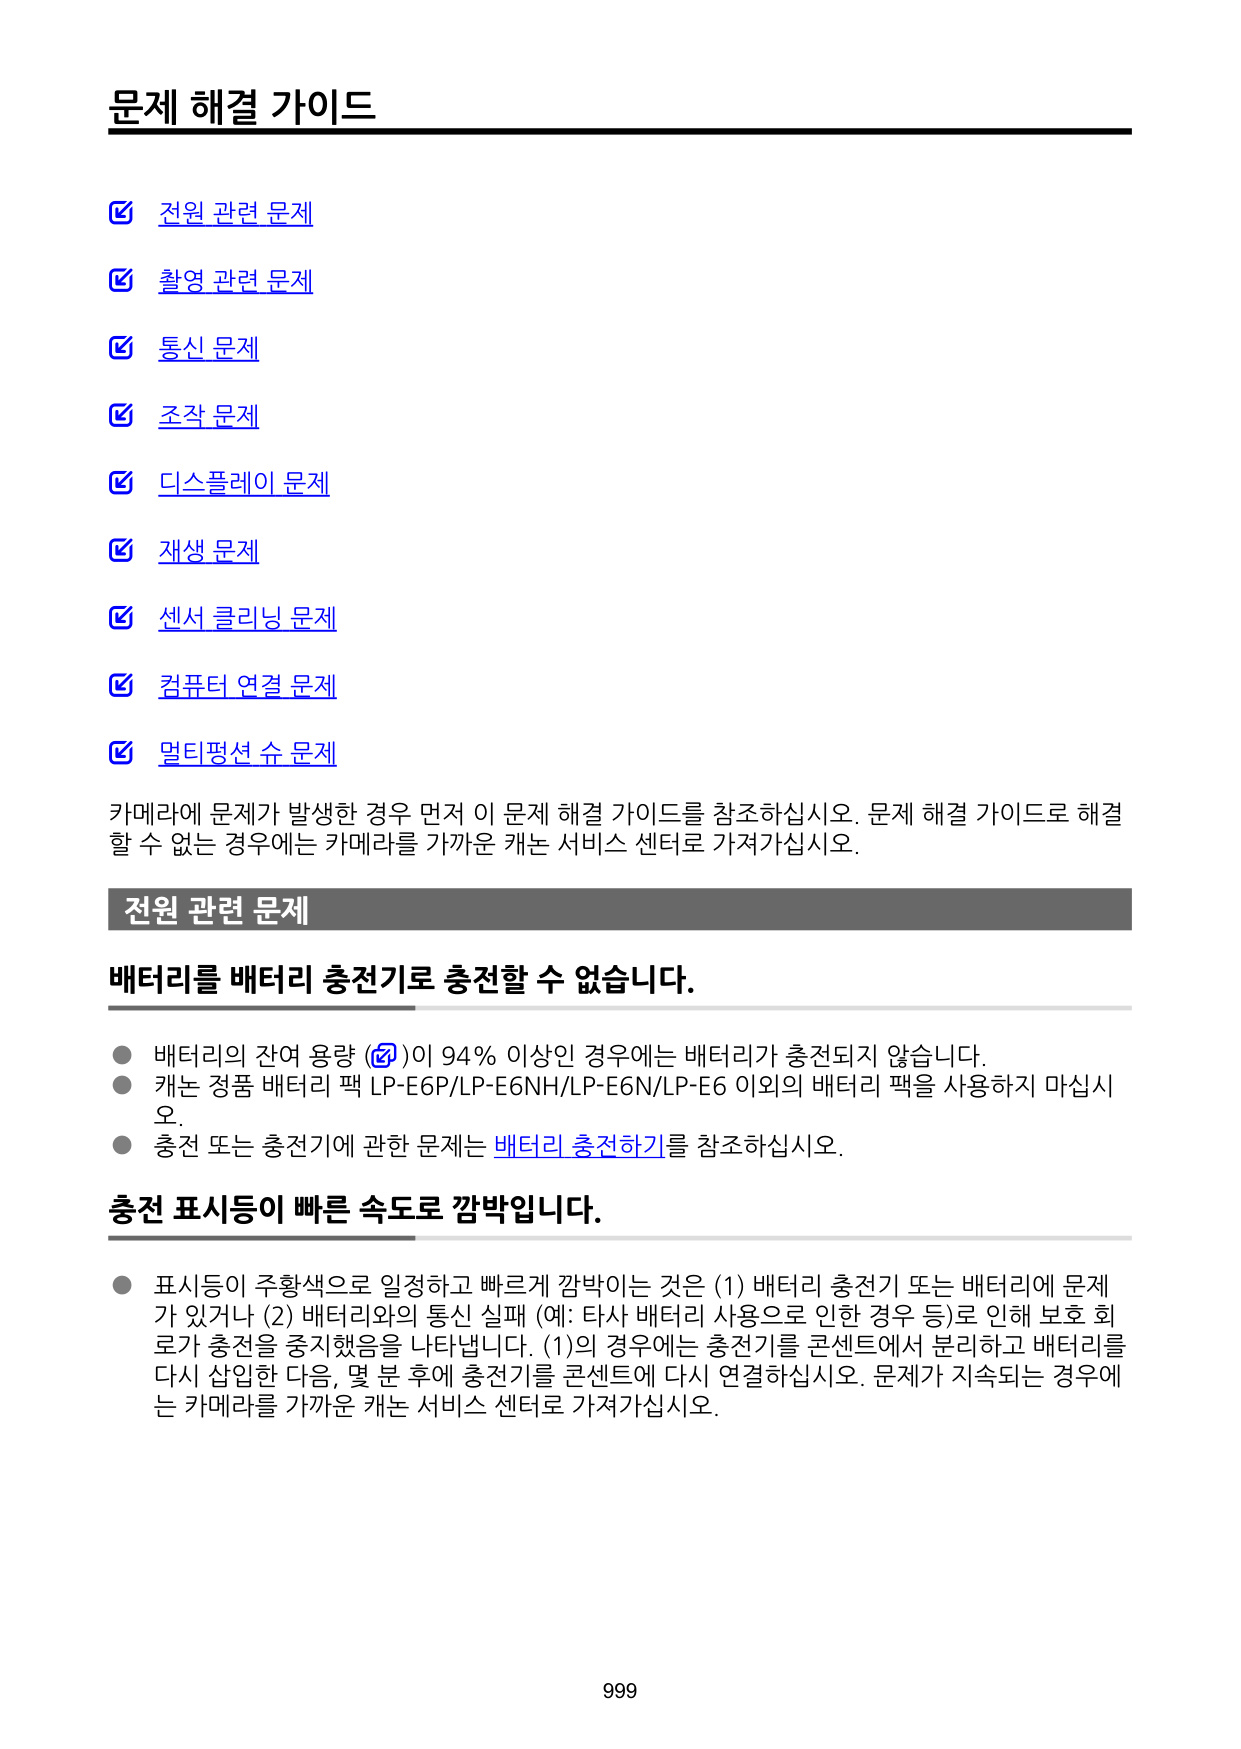 문제 해결 가이드
전원 관련 문제
촬영 관련 문제
통신 문제
조작 문제
디스플레이 문제
재생 문제
센서 클리닝 문제
컴퓨터 연결 문제
멀티펑션 슈 문제
카메라에 문제가 발생한 경우 먼저 이 문제 해결 가이드를 참조하십시오. 문제 해결 가이드로 해결
할 수 없는 경우에는 카메라를 가까운 캐논 서비스 센터로 가져가십시오.
전원 관련 문제
배터리를 배터리 충전기로 충전할 수 없습니다.
● 배터리의 잔여 용량 ( )이 94% 이상인 경우에는 배터리가 충전되지 않습니다.
● 캐논 정품 배터리 팩 LP-E6P/LP-E6NH/LP-E6N/LP-E6 이외의 배터리 팩을 사용하지 마십시
오.
● 충전 또는 충전기에 관한 문제는 배터리 충전하기를 참조하십시오.
충전 표시등이 빠른 속도로 깜박입니다.
● 표시등이 주황색으로 일정하고 빠르게 깜박이는 것은 (1) 배터리 충전기 또는 배터리에 문제
가 있거나 (2) 배터리와의 통신 실패 (예: 타사 배터리 사용으로 인한 경우 등)로 인해 보호 회
로가 충전을 중지했음을 나타냅니다. (1)의 경우에는 충전기를 콘센트에서 분리하고 배터리를
다시 삽입한 다음, 몇 분 후에 충전기를 콘센트에 다시 연결하십시오. 문제가 지속되는 경우에
는 카메라를 가까운 캐논 서비스 센터로 가져가십시오.
999